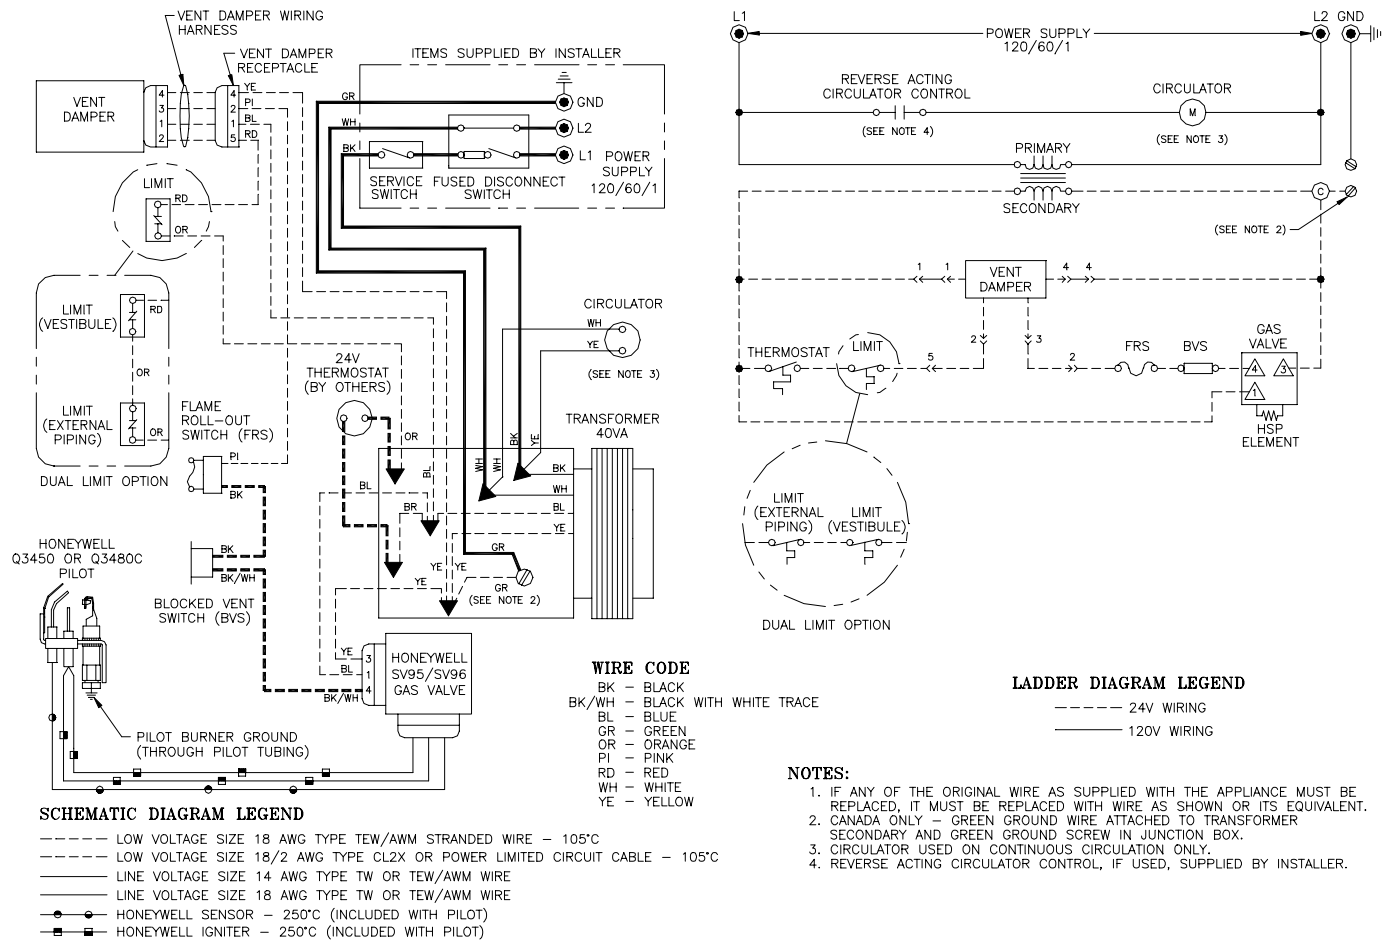 VENT DAMPER WIRING
HARNESS
VENT DAMPER
RECEPTACLE
VENT
DAMPER
4
3
1
2
4
2
1
5
YE
PI
BL
RD
ITEMS SUPPLIED BY INSTALLER
GR
WH
BK
GND
L2
L1
POWER
SUPPLY
120/60/1
SERVICE
SWITCH
FUSED DISCONNECT
SWITCH
LIMIT
RD
OR
LIMIT
(VESTIBULE)
RD
OR
LIMIT
(EXTERNAL
PIPING)
OR
DUAL LIMIT OPTION
FLAME
ROLL-OUT
SWITCH (FRS)
PI
BK
24V
THERMOSTAT
(BY OTHERS)
CIRCULATOR
WH
YE
(SEE NOTE 3)
TRANSFORMER
40VA
OR
BL
WH
WH
BK
YE
BK
WH
BL
YE
BL
BR
GR
YE
YE
YE
GR
(SEE NOTE 2)
HONEYWELL
Q3450 OR Q3480C
PILOT
BK
BK/WH
BLOCKED VENT
SWITCH (BVS)
YE
BL
BK/WH
3
1
4
HONEYWELL
SV95/SV96
GAS VALVE
PILOT BURNER GROUND
(THROUGH PILOT TUBING)
WIRE CODE
BK – BLACK
BK/WH – BLACK WITH WHITE TRACE
BL – BLUE
GR – GREEN
OR – ORANGE
PI – PINK
RD – RED
WH – WHITE
YE – YELLOW
SCHEMATIC DIAGRAM LEGEND
LOW VOLTAGE SIZE 18 AWG TYPE TEW/AWM STRANDED WIRE – 105°C
LOW VOLTAGE SIZE 18/2 AWG TYPE CL2X OR POWER LIMITED CIRCUIT CABLE – 105°C
LINE VOLTAGE SIZE 14 AWG TYPE TW OR TEW/AWM WIRE
LINE VOLTAGE SIZE 18 AWG TYPE TW OR TEW/AWM WIRE
HONEYWELL SENSOR – 250°C (INCLUDED WITH PILOT)
HONEYWELL IGNITER – 250°C (INCLUDED WITH PILOT)
L1
L2
GND
POWER SUPPLY
120/60/1
REVERSE ACTING
CIRCULATOR CONTROL
(SEE NOTE 4)
CIRCULATOR
M
(SEE NOTE 3)
PRIMARY
SECONDARY
C
(SEE NOTE 2)
1
1
VENT
DAMPER
4
4
2
3
THERMOSTAT
LIMIT
5
2
FRS
BVS
GAS
VALVE
4
3
1
HSP
ELEMENT
LIMIT
(EXTERNAL
PIPING)
LIMIT
(VESTIBULE)
DUAL LIMIT OPTION
LADDER DIAGRAM LEGEND
24V WIRING
120V WIRING
NOTES:
1. IF ANY OF THE ORIGINAL WIRE AS SUPPLIED WITH THE APPLIANCE MUST BE
REPLACED, IT MUST BE REPLACED WITH WIRE AS SHOWN OR ITS EQUIVALENT.
2. CANADA ONLY – GREEN GROUND WIRE ATTACHED TO TRANSFORMER
SECONDARY AND GREEN GROUND SCREW IN JUNCTION BOX.
3. CIRCULATOR USED ON CONTINUOUS CIRCULATION ONLY.
4. REVERSE ACTING CIRCULATOR CONTROL, IF USED, SUPPLIED BY INSTALLER.